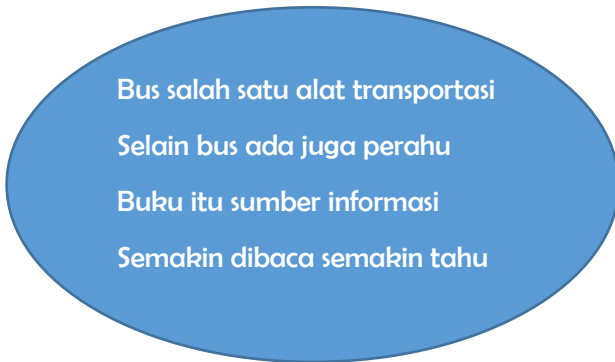 Bus salah satu alat transportasi
Selain bus ada juga perahu
Buku itu sumber informasi
Semakin dibaca semakin tahu